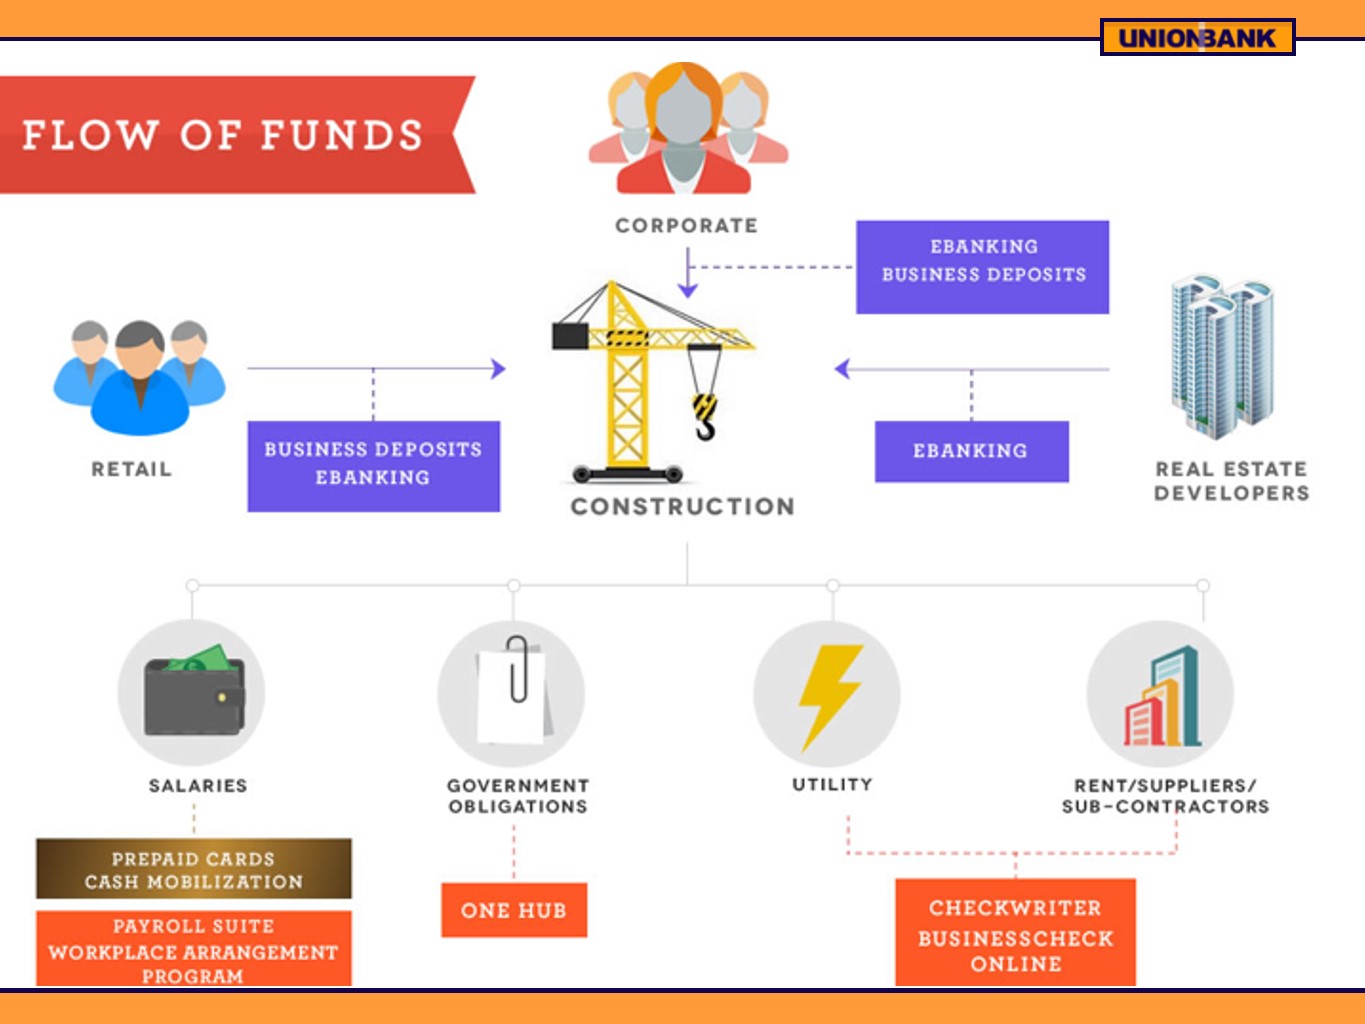 UNIONBANK
FLOW OF FUNDS
CORPORATE
EBANKING
BUSINESS DEPOSITS
BUSINESS DEPOSITS
EBANKING
EBANKING
RETAIL
REAL ESTATE
DEVELOPERS
CONSTRUCTION
SALARIES
GOVERNMENT
OBLIGATIONS
UTILITY
RENT/SUPPLIERS/
SUB-CONTRACTORS
PREPAID CARDS
CASH MOBILIZATION
PAYROLL SUITE
WORKPLACE ARRANGEMENT
PROGRAM
ONE HUB
CHECKWRITER
BUSINESSCHECK
ONLINE